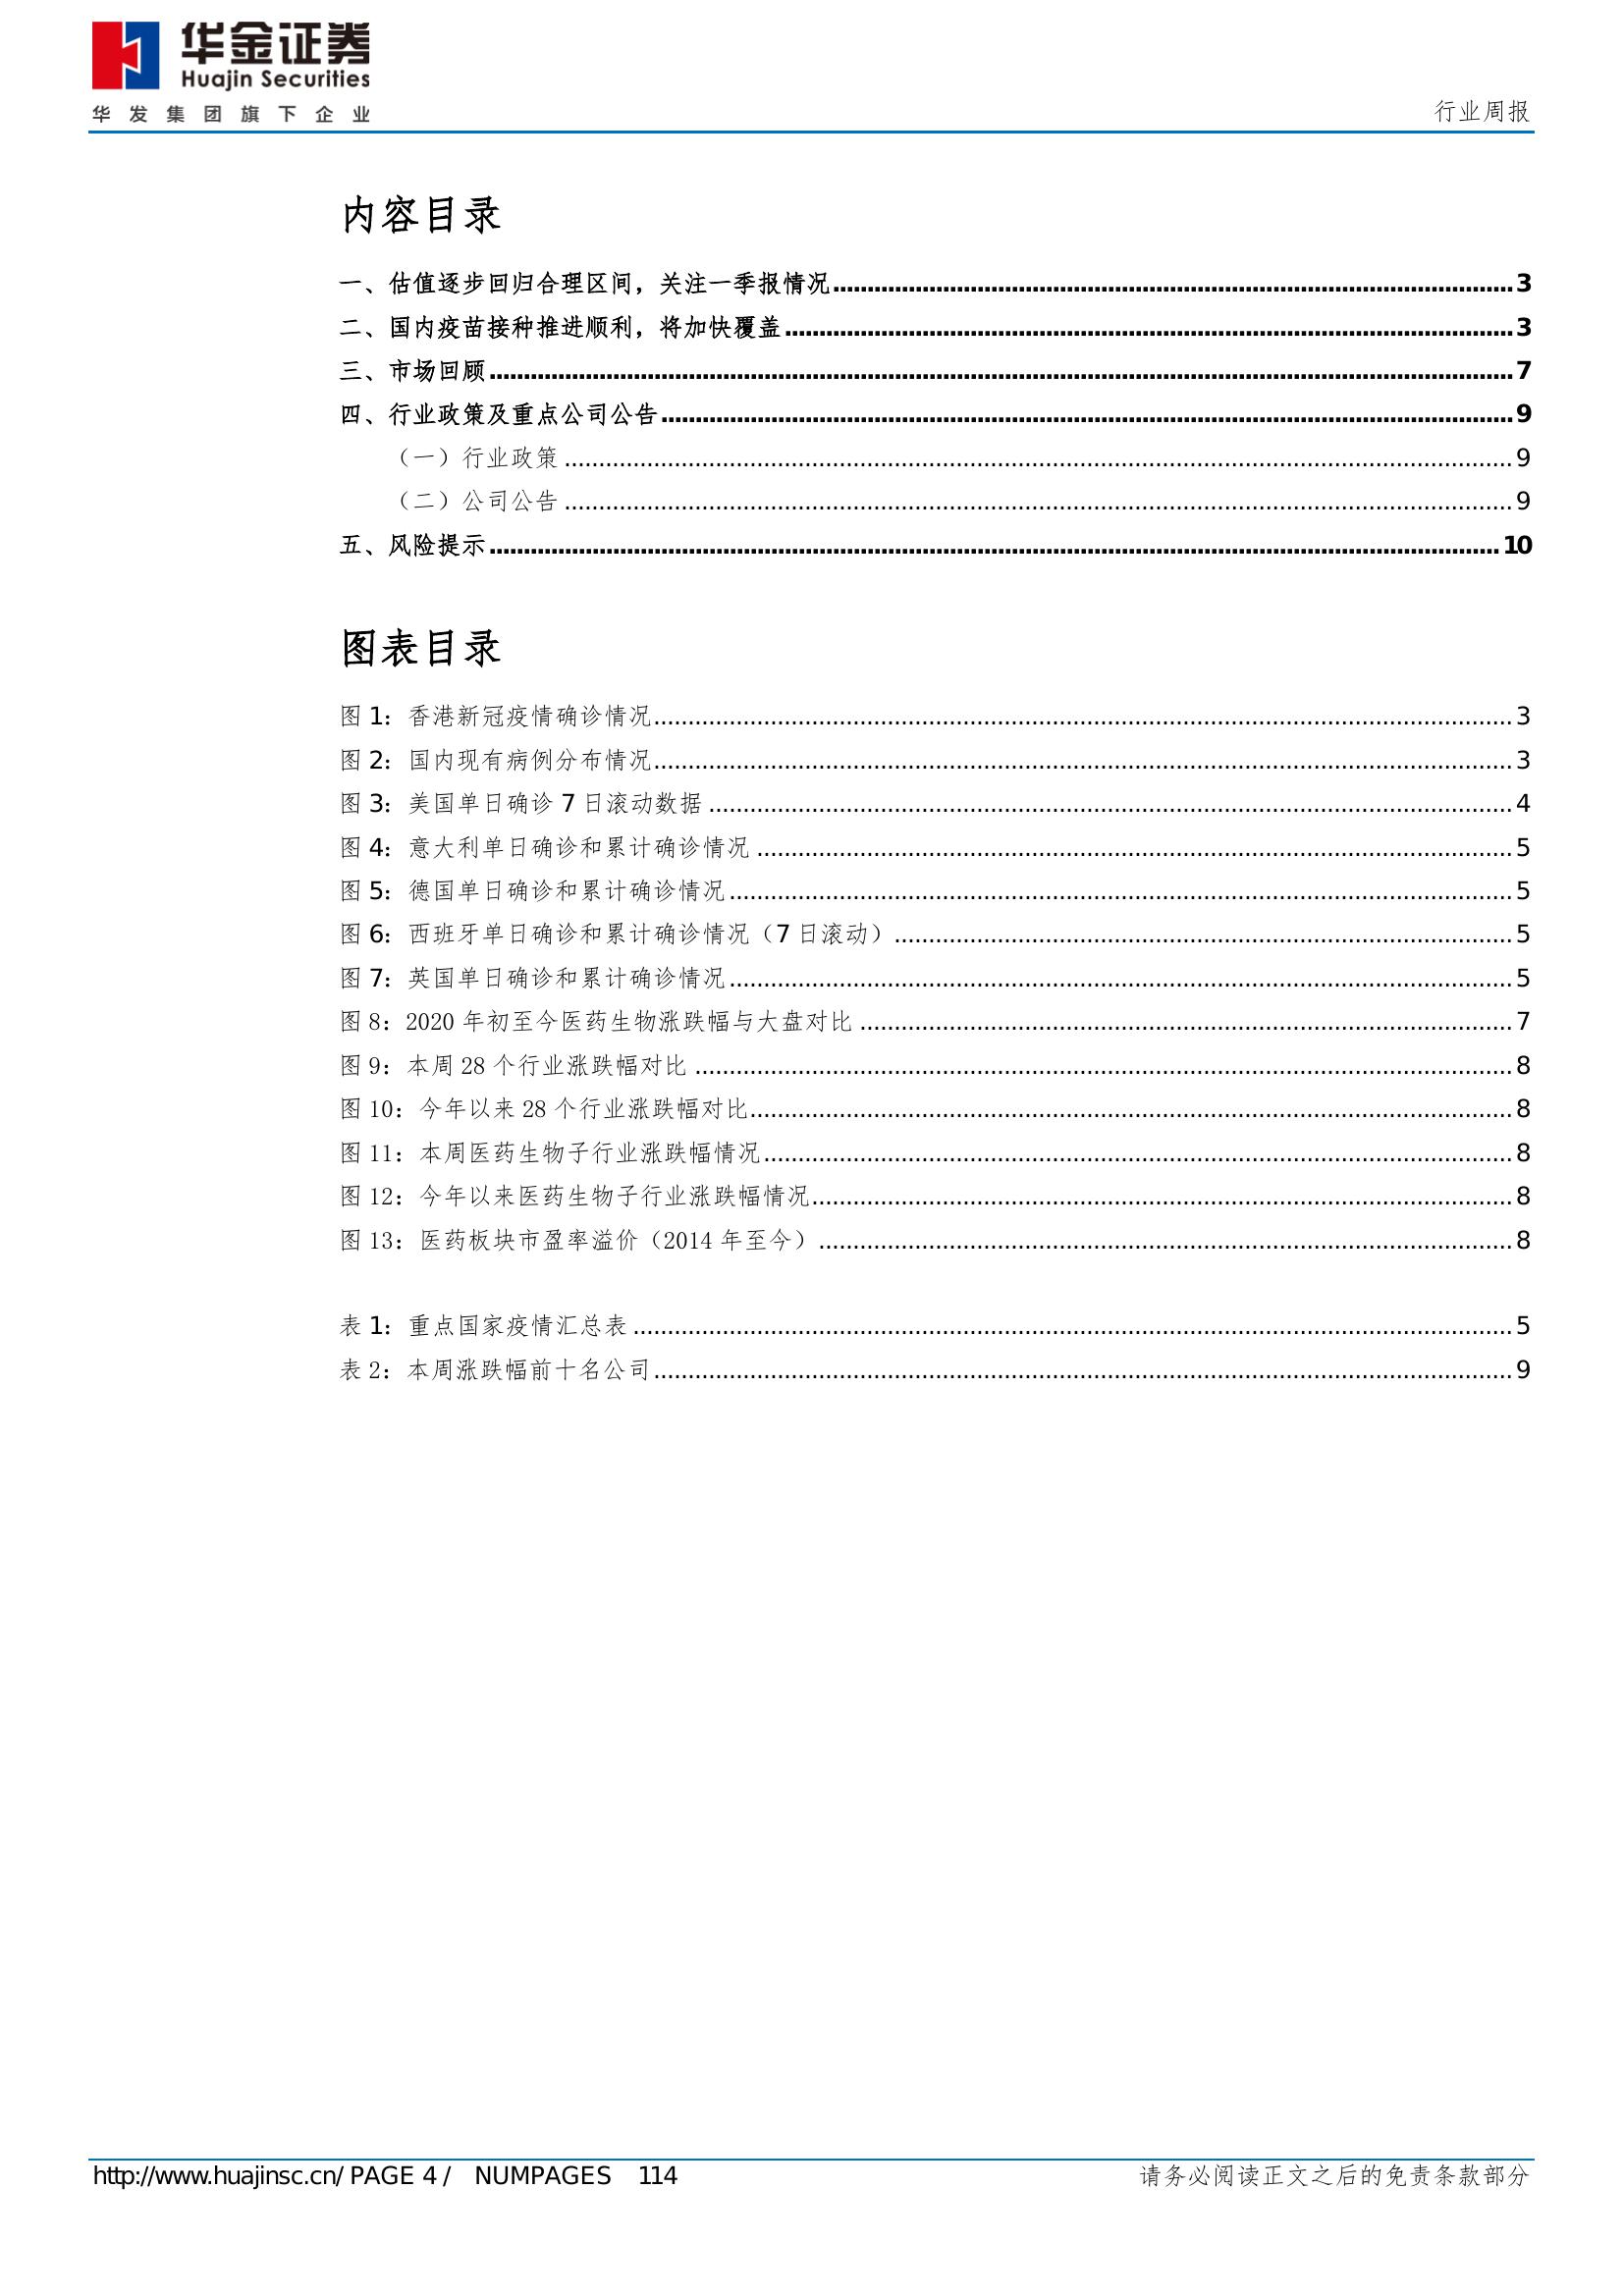 华金证券
Huajin Securities
华发集团旗下企业
行业周报
内容目录
一、估值逐步回归合理区间，关注一季报情况........3
二、国内疫苗接种推进顺利，将加快覆盖........3
三、市场回顾........7
四、行业政策及重点公司公告........9
（一）行业政策........9
（二）公司公告........9
五、风险提示........10
图表目录
图 1：香港新冠疫情确诊情况........3
图 2：国内现有病例分布情况........3
图 3：美国单日确诊 7 日滚动数据........4
图 4：意大利单日确诊和累计确诊情况........5
图 5：德国单日确诊和累计确诊情况........5
图 6：西班牙单日确诊和累计确诊情况（7 日滚动）........5
图 7：英国单日确诊和累计确诊情况........5
图 8：2020 年初至今医药生物涨跌幅与大盘对比........7
图 9：本周 28 个行业涨跌幅对比........8
图 10：今年以来 28 个行业涨跌幅对比........8
图 11：本周医药生物子行业涨跌幅情况........8
图 12：今年以来医药生物子行业涨跌幅情况........8
图 13：医药板块市盈率溢价（2014 年至今）........8
表 1：重点国家疫情汇总表........5
表 2：本周涨跌幅前十名公司........9
http://www.huajinsc.cn/ PAGE 4 / NUMPAGES 114
请务必阅读正文之后的免责条款部分